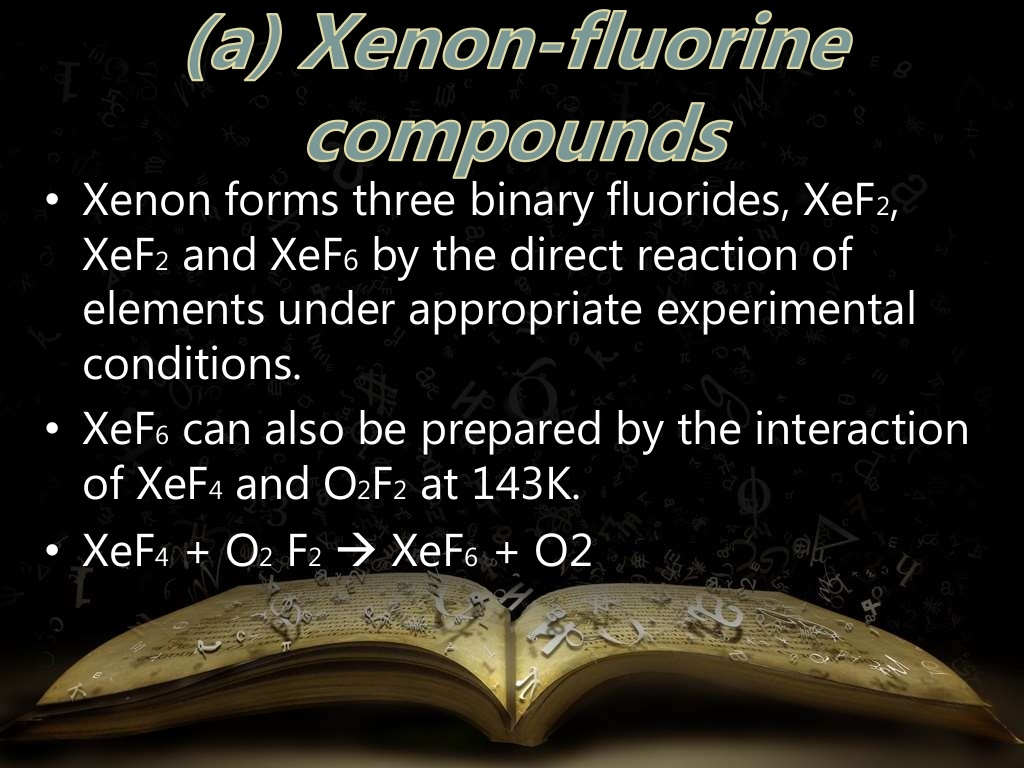 (a) Xenon-fluorine
compounds
• Xenon forms three binary fluorides, XeF2,
XeF2 and XeF6 by the direct reaction of
elements under appropriate experimental
conditions.
• XeF6 can also be prepared by the interaction
of XeF4 and O2F2 at 143K.
• XeF4 + O2 F2 → XeF6 + O2